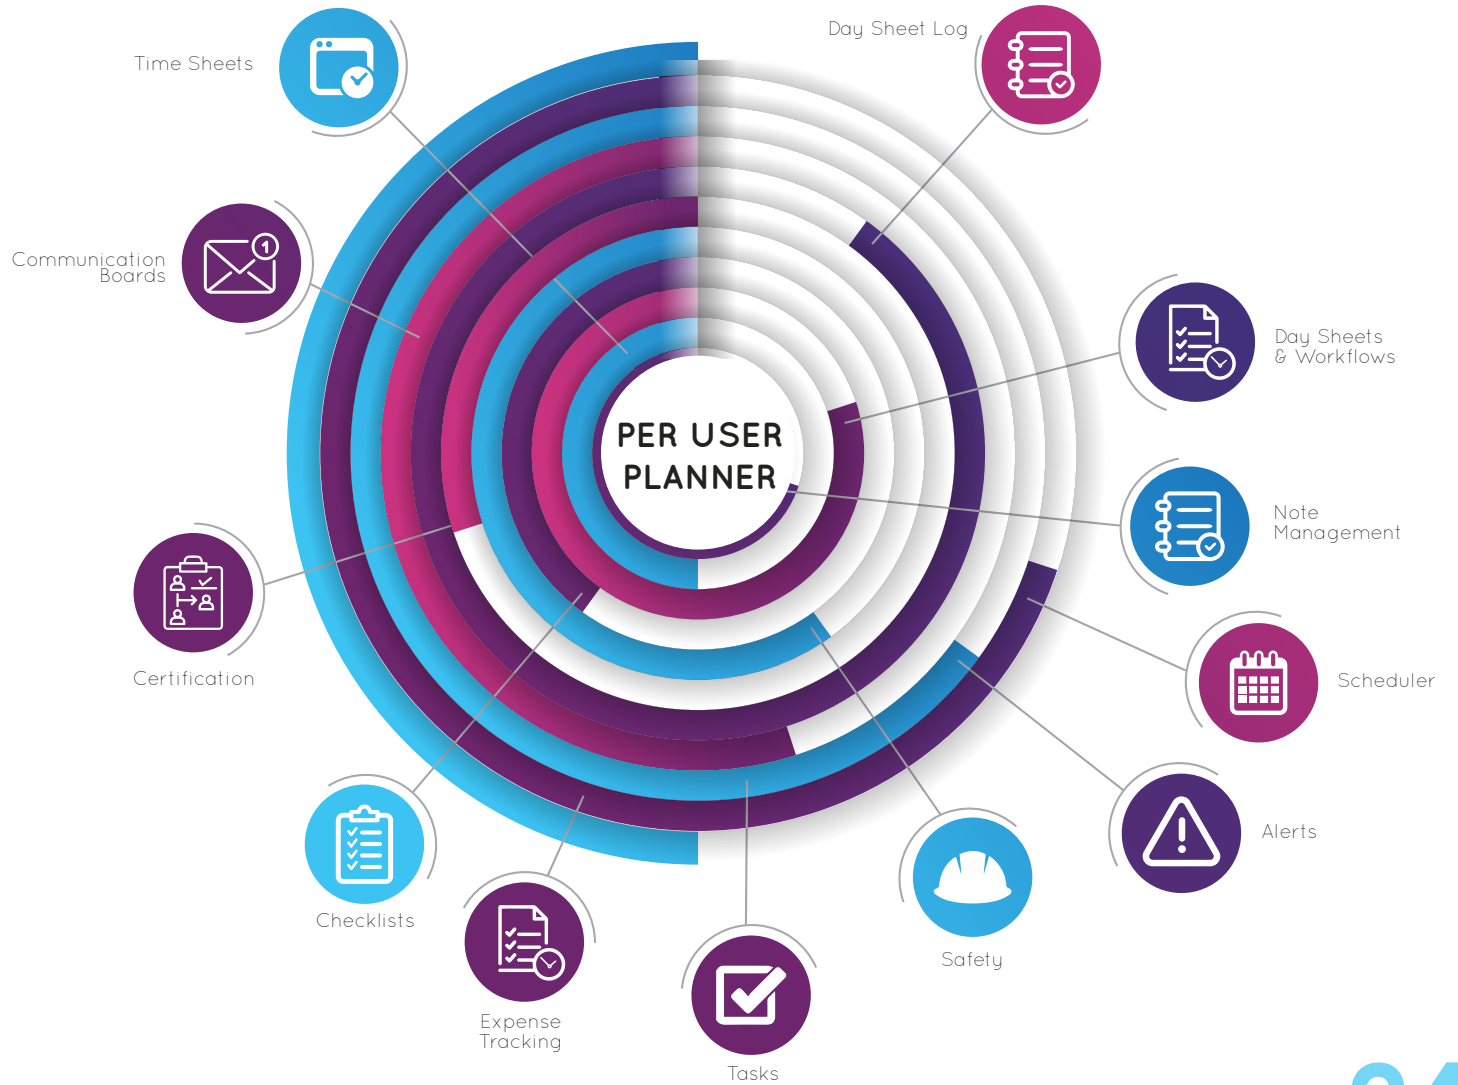 Day Sheet Log
Time Sheets
1
Communication
Boards
Day Sheets
& Workflows
PER USER
PLANNER
Note
Management
Certification
Scheduler
Alerts
Checklists
Safety
Expense
Tracking
Tasks